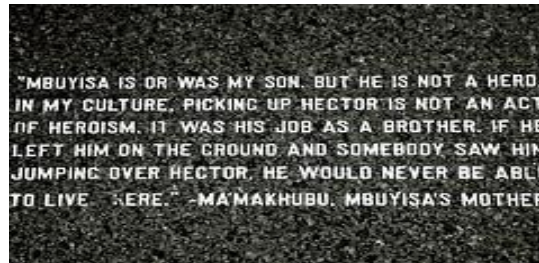 "MBUYISA IS OR WAS MY SON. BUT HE IS NOT A HERO.
IN MY CULTURE, PICKING UP HECTOR IS NOT AN ACT
OF HEROISM. IT WAS HIS JOB AS A BROTHER. IF HE
LEFT HIM ON THE GROUND AND SOMEBODY SAW HIM
JUMPING OVER HECTOR, HE WOULD NEVER BE ABLE
TO LIVE HERE." -MA'MAKHUBU, MBUYISA'S MOTHER